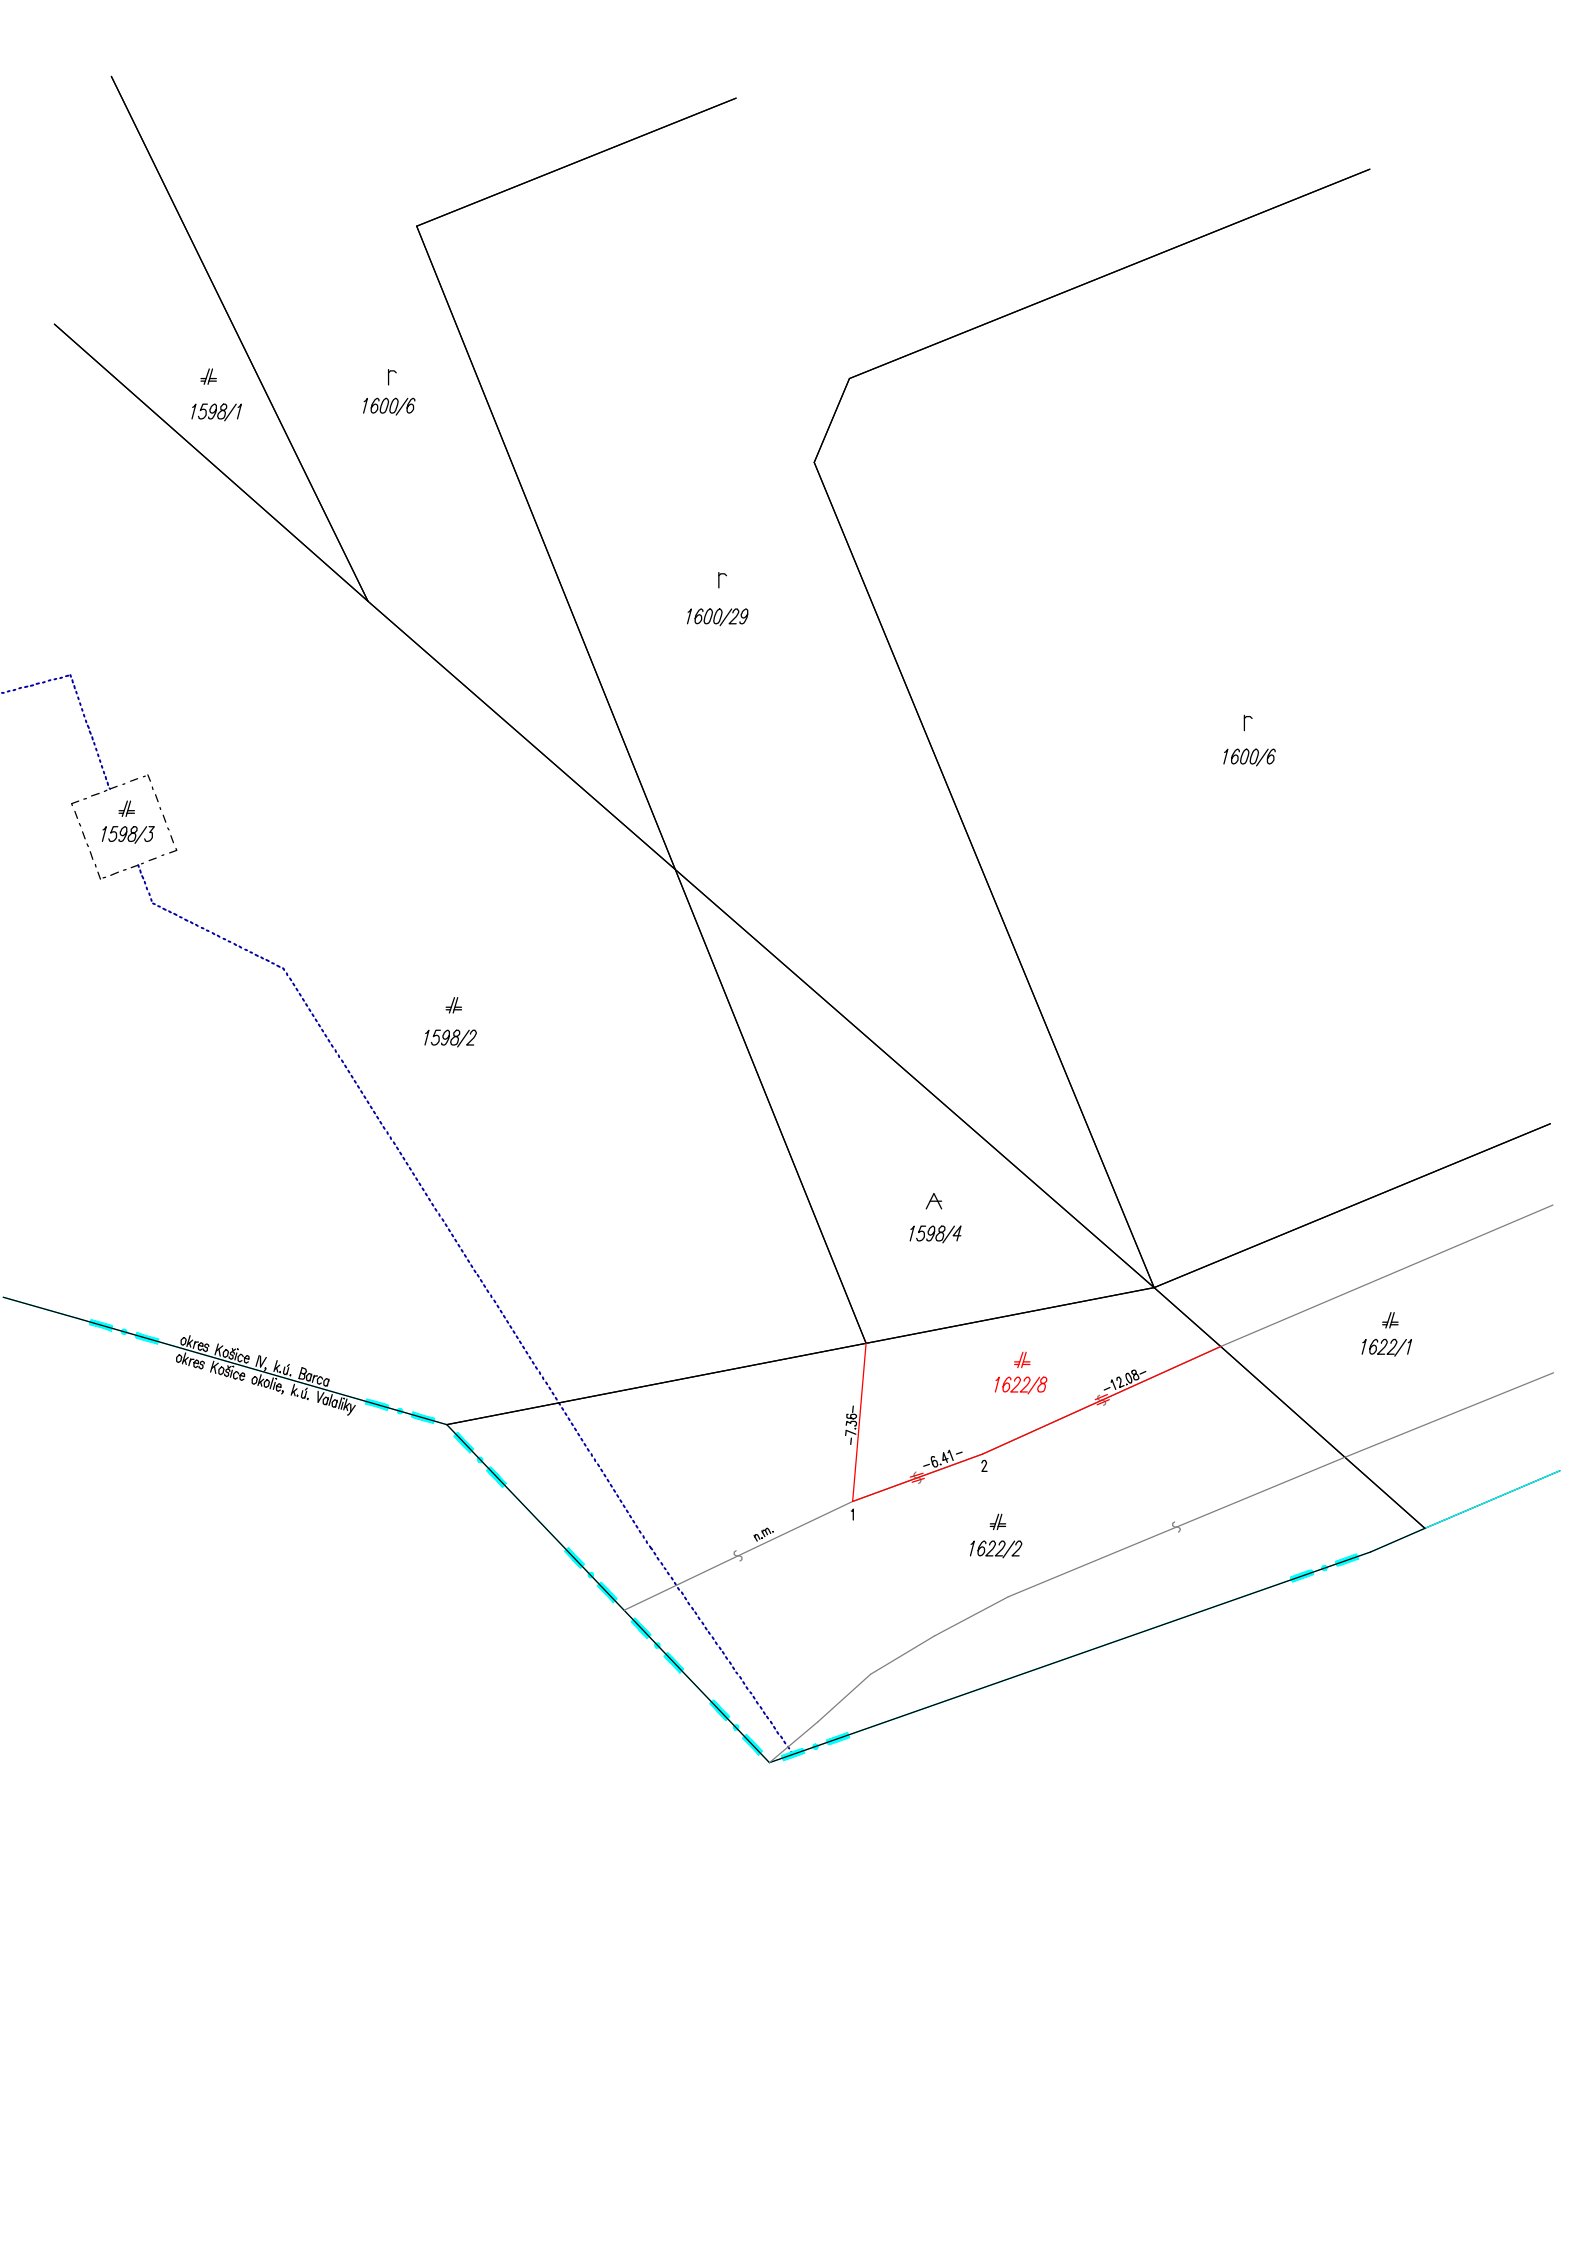 1598/1
r
1600/6
r
1600/29
r
1600/6
1598/3
1598/2
1598/4
okres Košice IV, k.ú. Barca
okres Košice okolie, k.ú. Valaliky
1622/1
1622/8
-12.08-
-7.36-
-6.41-
2
1
n.m.
1622/2